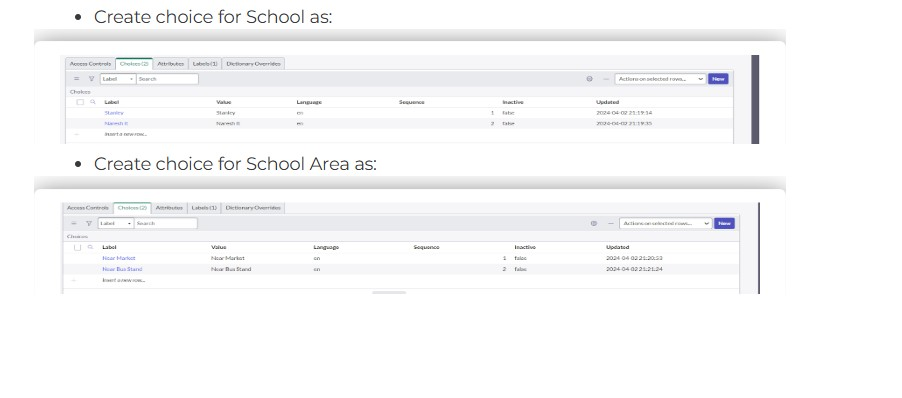 Create choice for School as:
Access Controls Choices (2) Attributes Labels (1) Dictionary Overrides
Label Search Actions on selected rows... New
Choices
Label Value Language Sequence Inactive Updated
Stanley Stanley en 1 false 2024-04-02 21:19:14
Naresh It Naresh It en 2 false 2024-04-02 21:19:35
Insert a new row...
Create choice for School Area as:
Access Controls Choices (2) Attributes Labels (1) Dictionary Overrides
Label Search Actions on selected rows... New
Choices
Label Value Language Sequence Inactive Updated
Near Market Near Market en 1 false 2024-04-02 21:20:33
Near Bus Stand Near Bus Stand en 2 false 2024-04-02 21:21:24
Insert a new row...